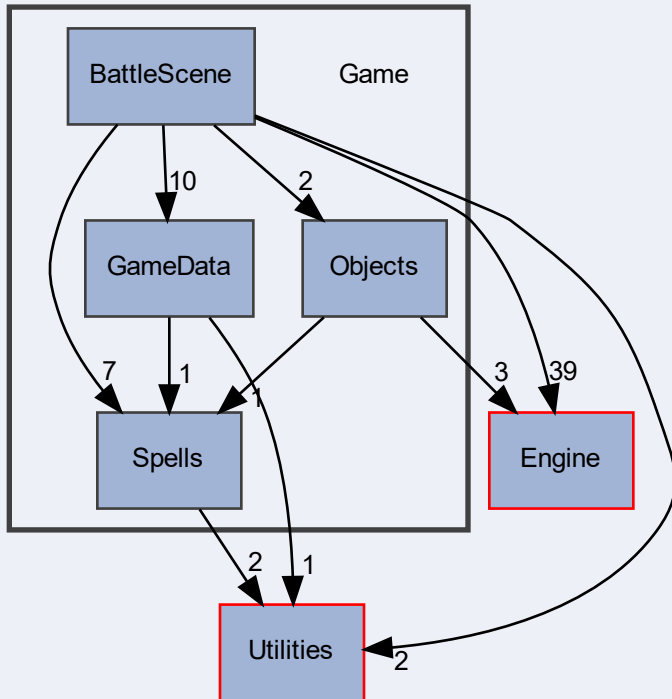 BattleScene
Game
10
2
GameData
Objects
7
1
1
3
39
Spells
Engine
2
1
Utilities
2